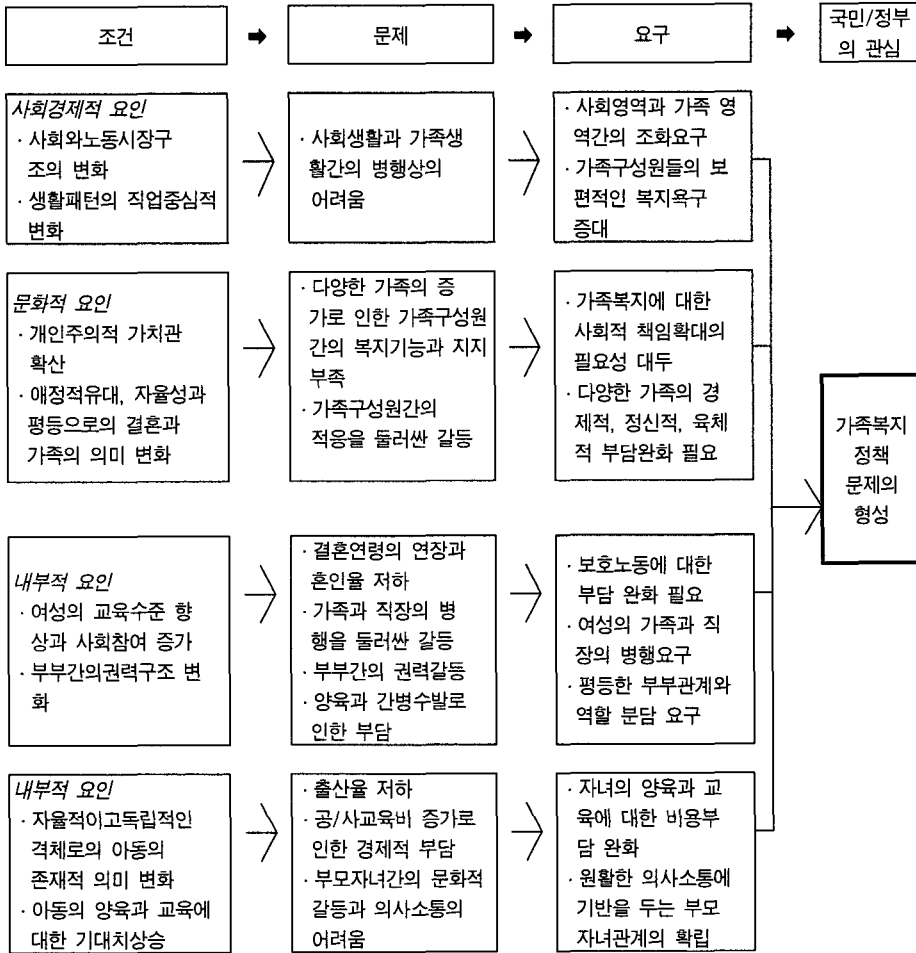 조건 ➡ 문제 ➡ 요구 ➡ 국민/정부
의 관심
사회경제적 요인
· 사회와노동시장구
조의 변화
· 생활패턴의 직업중심적
변화
· 사회생활과 가족생
활간의 병행상의
어려움
· 사회영역과 가족 영
역간의 조화요구
· 가족구성원들의 보
편적인 복지욕구
증대
문화적 요인
· 개인주의적 가치관
확산
· 애정적유대, 자율성과
평등으로의 결혼과
가족의 의미 변화
· 다양한 가족의 증
가로 인한 가족구성원
간의 복지기능과 지지
부족
· 가족구성원간의
적응을 둘러싼 갈등
· 가족복지에 대한
사회적 책임확대의
필요성 대두
· 다양한 가족의 경
제적, 정신적, 육체
적 부담완화 필요
내부적 요인
· 여성의 교육수준 향
상과 사회참여 증가
· 부부간의권력구조 변
화
· 결혼연령의 연장과
혼인율 저하
· 가족과 직장의 병
행을 둘러싼 갈등
· 부부간의 권력갈등
· 양육과 간병수발로
인한 부담
· 보호노동에 대한
부담 완화 필요
· 여성의 가족과 직
장의 병행요구
· 평등한 부부관계와
역할 분담 요구
내부적 요인
· 자율적이고독립적인
격체로의 아동의
존재적 의미 변화
· 아동의 양육과 교육에
대한 기대치상승
· 출산율 저하
· 공/사교육비 증가로
인한 경제적 부담
· 부모자녀간의 문화적
갈등과 의사소통의
어려움
· 자녀의 양육과 교
육에 대한 비용부
담 완화
· 원활한 의사소통에
기반을 두는 부모
자녀관계의 확립
가족복지
정책
문제의
형성